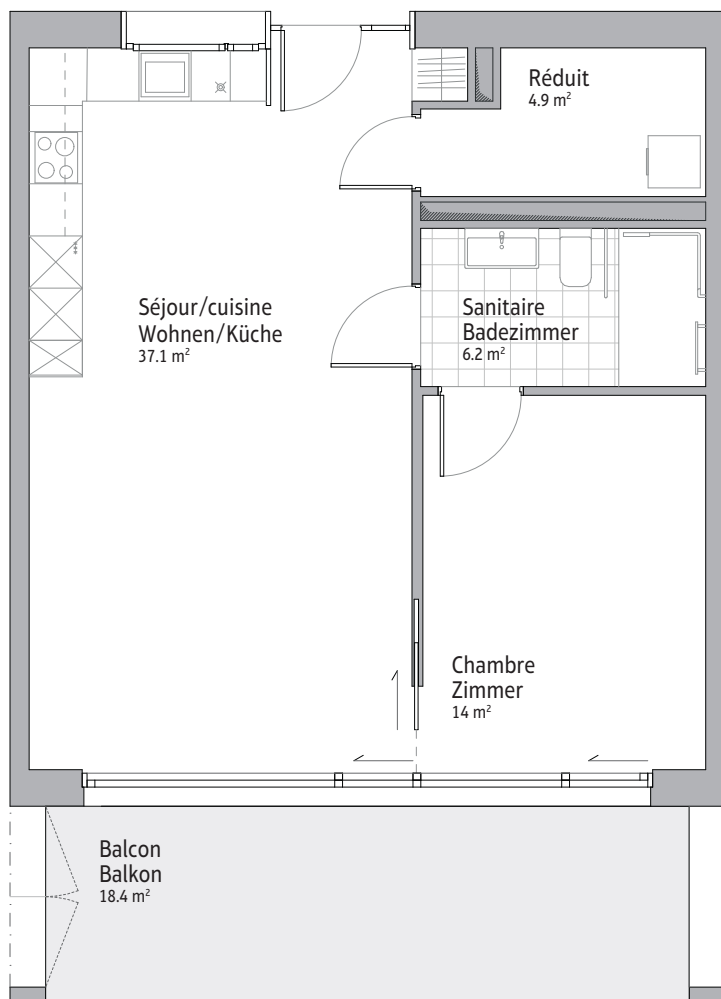 Réduit
4.9 m²
Séjour/cuisine
Wohnen/Küche
37.1 m²
Sanitaire
Badezimmer
6.2 m²
Chambre
Zimmer
14 m²
Balcon
Balkon
18.4 m²